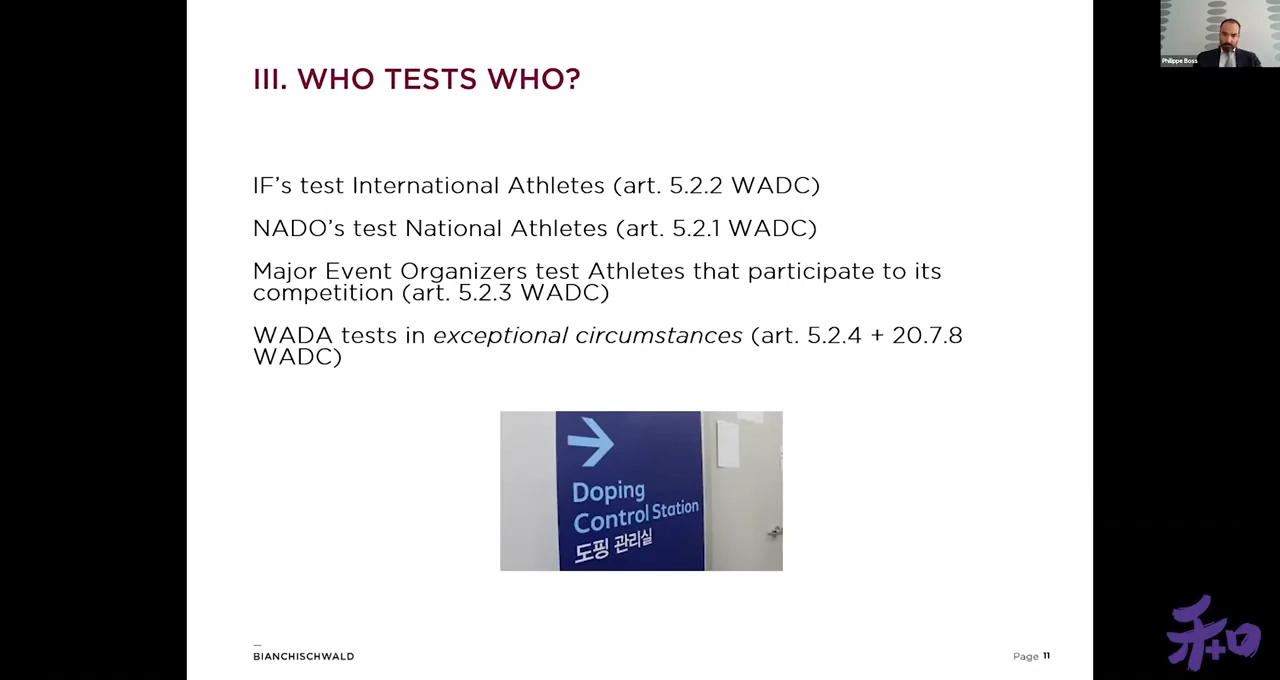 III. WHO TESTS WHO?
IF's test International Athletes (art. 5.2.2 WADC)
NADO's test National Athletes (art. 5.2.1 WADC)
Major Event Organizers test Athletes that participate to its
competition (art. 5.2.3 WADC)
WADA tests in exceptional circumstances (art. 5.2.4 + 20.7.8
WADC)
Doping
Control Station
도핑 관리실
BIANCHISCHWALD
Page 11
Philippe Boss
和